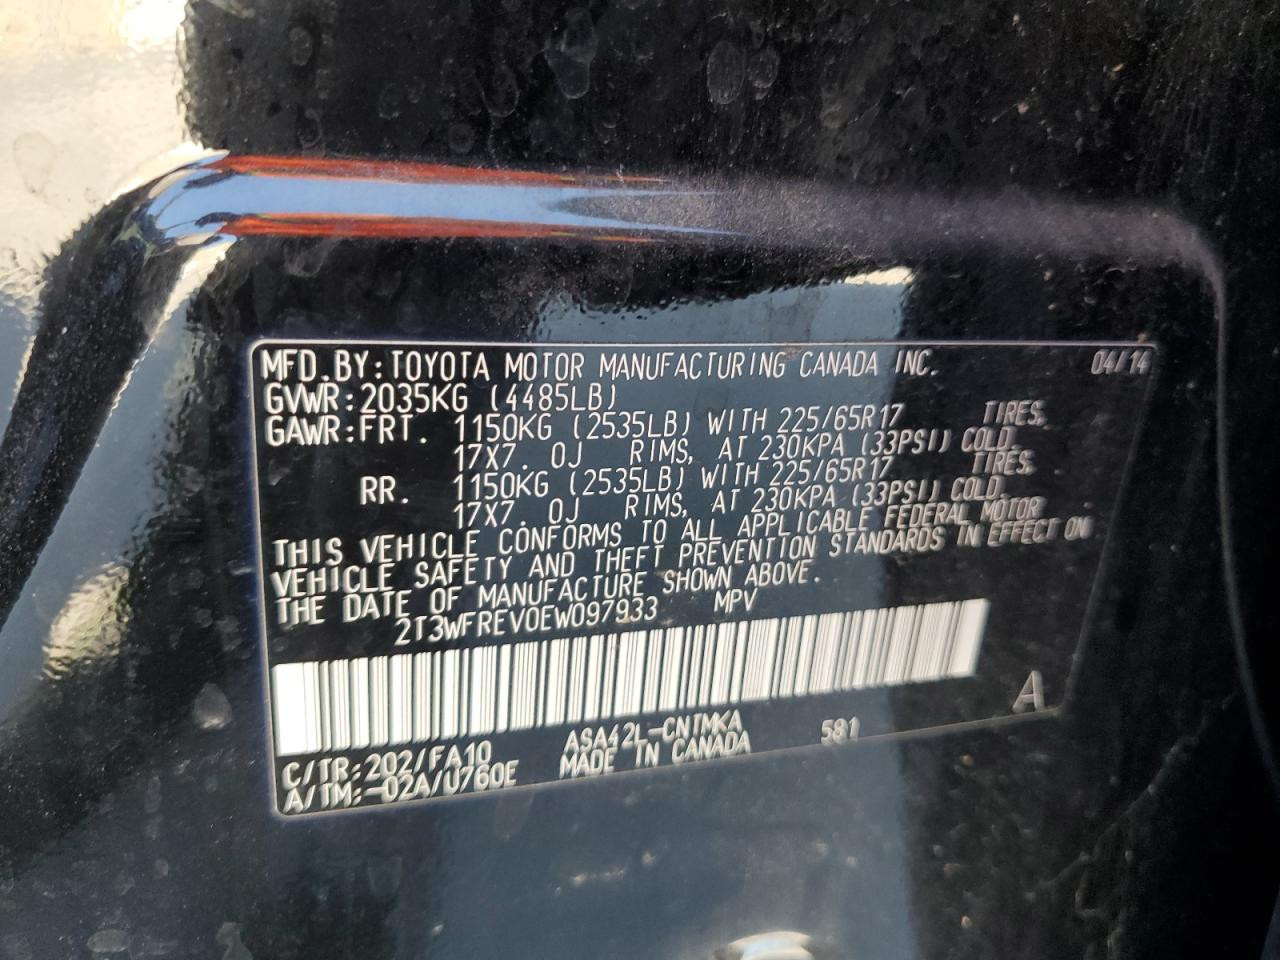 MFD.BY:TOYOTA MOTOR MANUFACTURING CANADA INC. 04/14
GVWR:2035KG (4485LB)
GAWR:FRT. 1150KG (2535LB) WITH 225/65R17 TIRES,
17X7.0J RIMS, AT 230KPA (33PSI) COLD.
RR. 1150KG (2535LB) WITH 225/65R17 TIRES,
17X7.0J RIMS, AT 230KPA (33PSI) COLD.
THIS VEHICLE CONFORMS TO ALL APPLICABLE FEDERAL MOTOR
VEHICLE SAFETY AND THEFT PREVENTION STANDARDS IN EFFECT ON
THE DATE OF MANUFACTURE SHOWN ABOVE.
2T3WFREV0EW097933 MPV
A
C/TR:202/FA10 ASA42L-CNTMKA 581
A/TM:-02A/U760E MADE IN CANADA